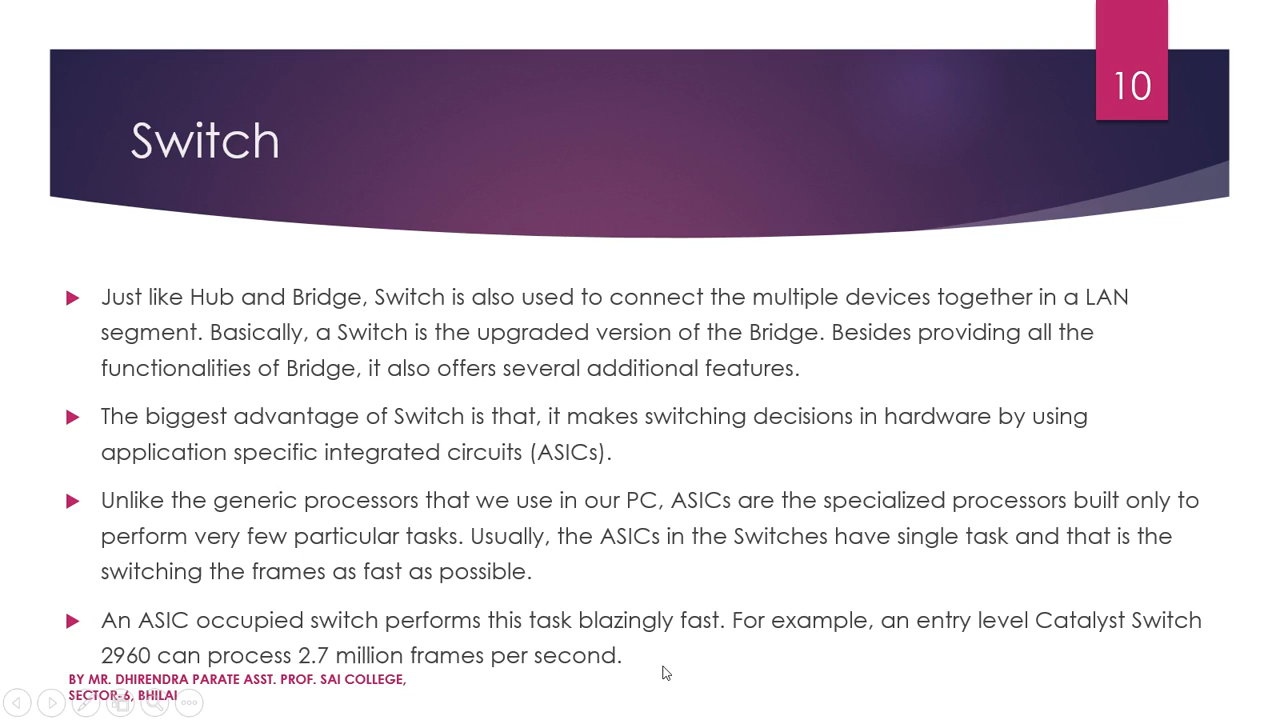 10
Switch
Just like Hub and Bridge, Switch is also used to connect the multiple devices together in a LAN
segment. Basically, a Switch is the upgraded version of the Bridge. Besides providing all the
functionalities of Bridge, it also offers several additional features.
The biggest advantage of Switch is that, it makes switching decisions in hardware by using
application specific integrated circuits (ASICs).
Unlike the generic processors that we use in our PC, ASICs are the specialized processors built only to
perform very few particular tasks. Usually, the ASICs in the Switches have single task and that is the
switching the frames as fast as possible.
An ASIC occupied switch performs this task blazingly fast. For example, an entry level Catalyst Switch
2960 can process 2.7 million frames per second.
BY MR. DHIRENDRA PARATE ASST. PROF. SAI COLLEGE,
SECTOR-6, BHILAI